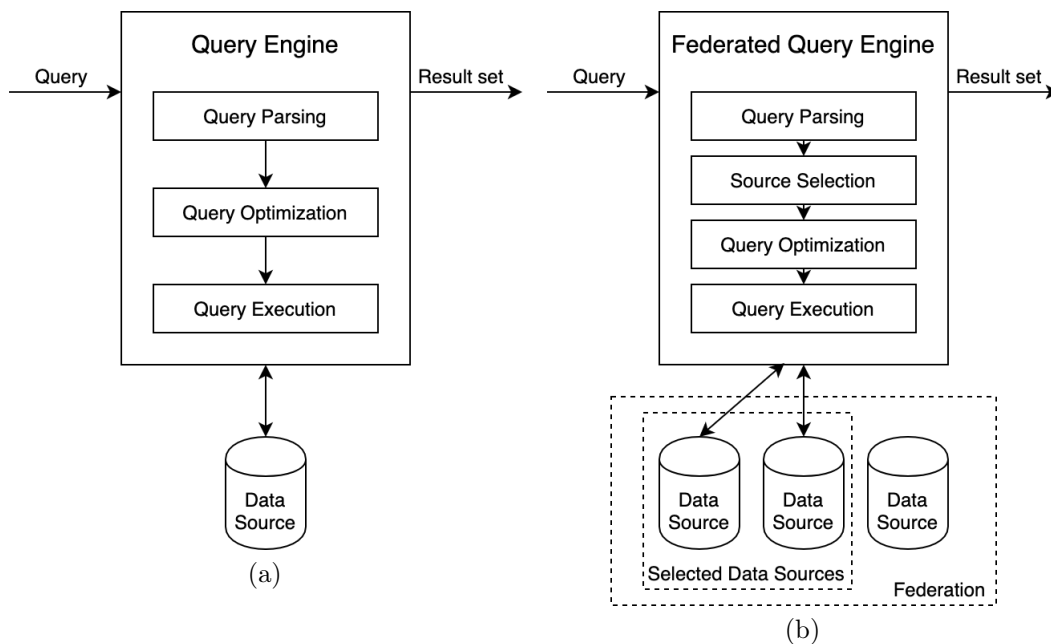 Query Engine
Query
Result set
Query Parsing
Query Optimization
Query Execution
Data
Source
(a)
Federated Query Engine
Query
Result set
Query Parsing
Source Selection
Query Optimization
Query Execution
Data
Source
Data
Source
Data
Source
Selected Data Sources
Federation
(b)